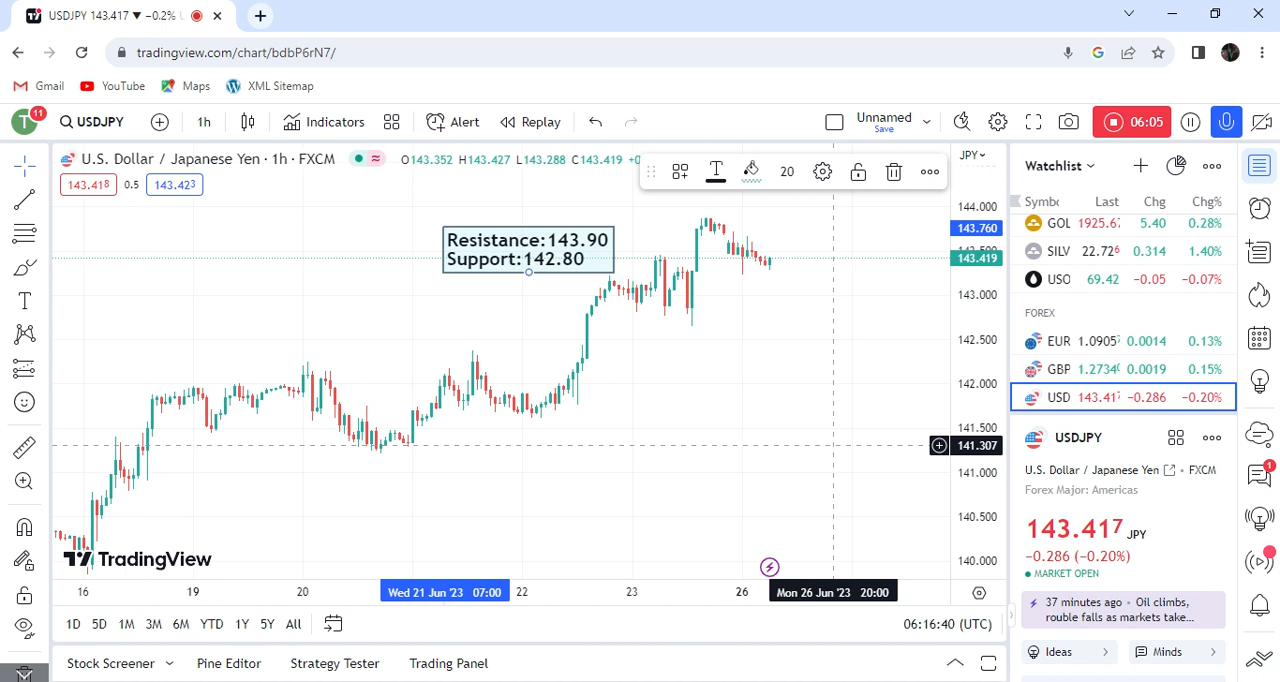 USDJPY 143.417 ▼ −0.2%
tradingview.com/chart/bdbP6rN7/
Gmail YouTube Maps XML Sitemap
T 11 USDJPY 1h Indicators Alert Replay Unnamed Save 06:05
U.S. Dollar / Japanese Yen · 1h · FXCM O143.352 H143.427 L143.288 C143.419
143.418 0.5 143.423
20
JPY
Resistance:143.90
Support:142.80
144.000
143.760
143.419
143.000
142.500
142.000
141.500
141.307
141.000
140.500
140.000
TradingView
16 19 20 Wed 21 Jun '23 07:00 22 23 26 Mon 26 Jun '23 20:00
1D 5D 1M 3M 6M YTD 1Y 5Y All 06:16:40 (UTC)
Stock Screener Pine Editor Strategy Tester Trading Panel
Watchlist
Symbo Last Chg Chg%
GOL 1925.6 5.40 0.28%
SILV 22.726 0.314 1.40%
USO 69.42 −0.05 −0.07%
FOREX
EUR 1.0905 0.0014 0.13%
GBP 1.2734 0.0019 0.15%
USD 143.41 −0.286 −0.20%
USDJPY
U.S. Dollar / Japanese Yen • FXCM
Forex Major: Americas
143.417 JPY
−0.286 (−0.20%)
MARKET OPEN
37 minutes ago • Oil climbs,
rouble falls as markets take...
Ideas Minds
1